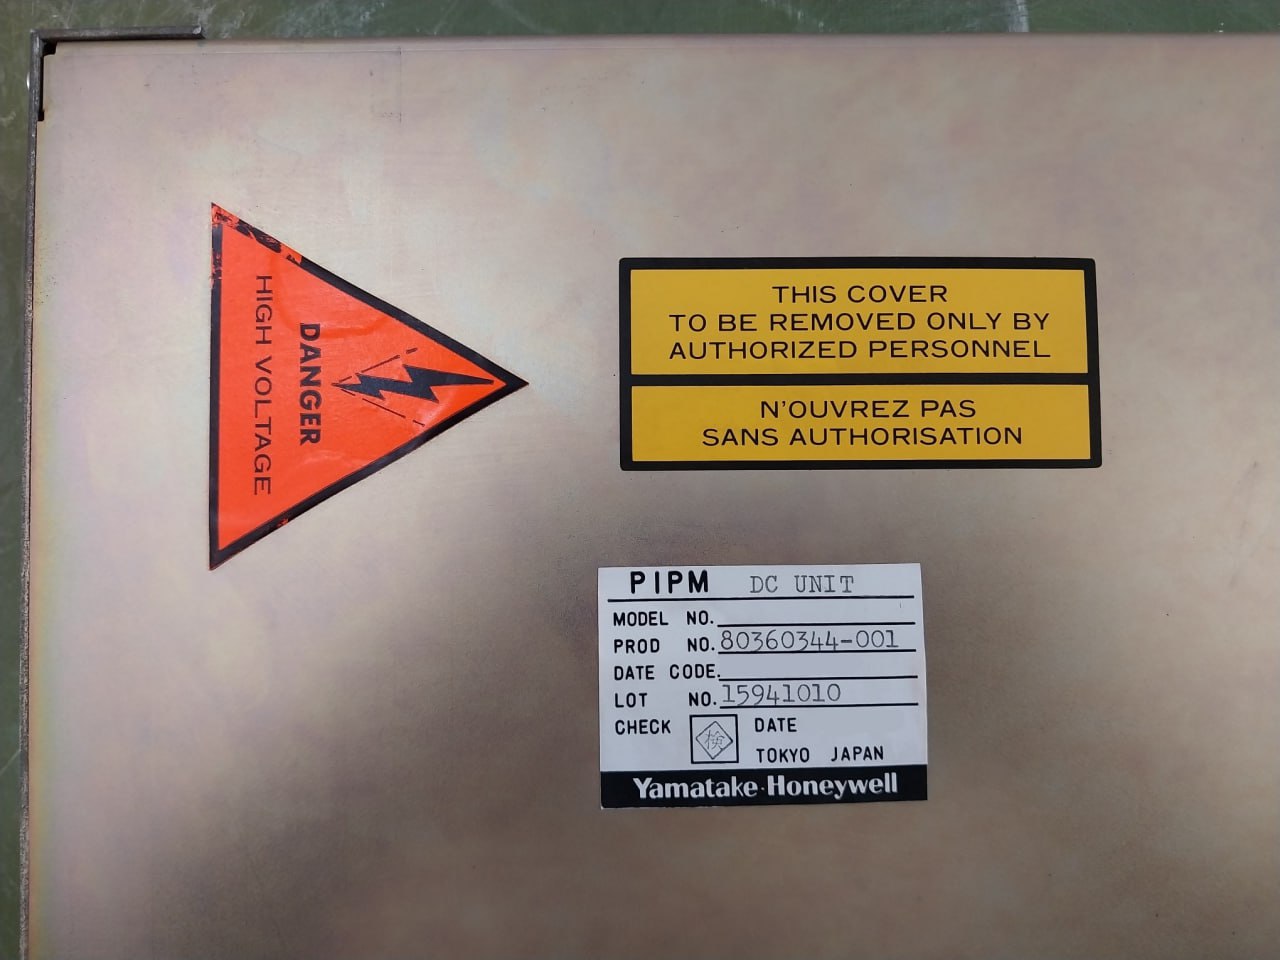 HIGH VOLTAGE
DANGER
THIS COVER
TO BE REMOVED ONLY BY
AUTHORIZED PERSONNEL
N'OUVREZ PAS
SANS AUTHORISATION
PIPM DC UNIT
MODEL NO.
PROD NO. 80360344-001
DATE CODE.
LOT NO. 15941010
CHECK 検 DATE
TOKYO JAPAN
Yamatake-Honeywell